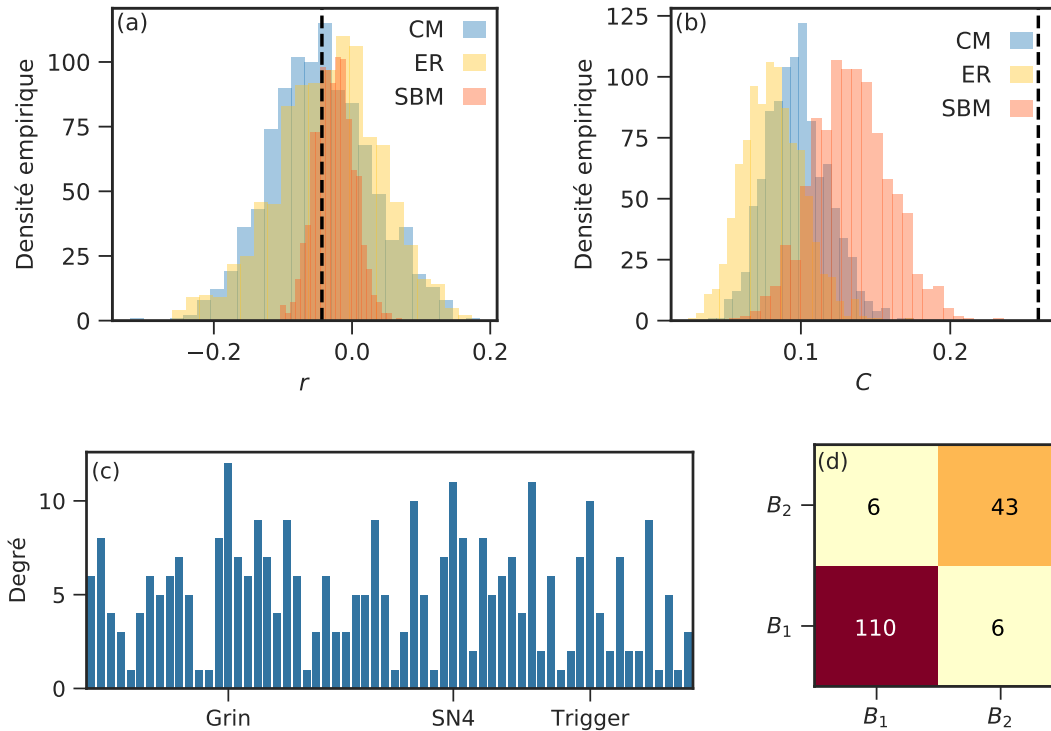 (a)
CM
ER
SBM
Densité empirique
100
75
50
25
0
−0.2
0.0
0.2
r
(b)
CM
ER
SBM
Densité empirique
125
100
75
50
25
0
0.1
0.2
C
(c)
Degré
10
5
0
Grin
SN4
Trigger
(d)
B2
6
43
B1
110
6
B1
B2